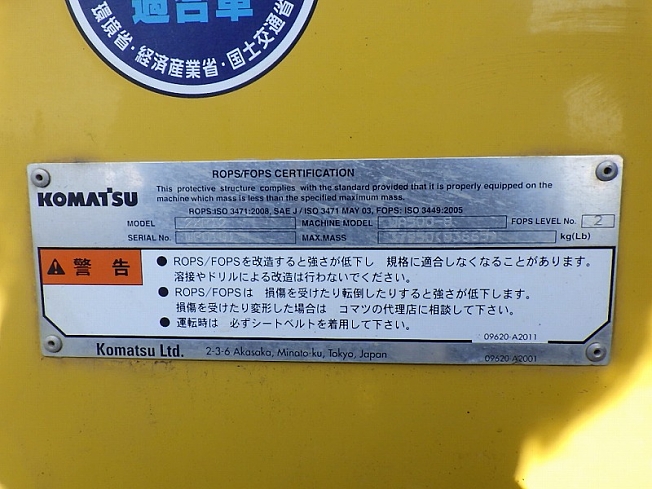 適合車
環境省・経済産業省・国土交通省
ROPS/FOPS CERTIFICATION
KOMATSU
This protective structure complies with the standard provided that it is properly equipped on the
machine which mass is less than the specified maximum mass.
ROPS:ISO 3471:2008, SAE J / ISO 3471 MAY 03, FOPS: ISO 3449:2005
MODEL MACHINE MODEL FOPS LEVEL No. 2
SERIAL No. MAX.MASS kg(Lb)
警告
● ROPS/FOPSを改造すると強さが低下し 規格に適合しなくなることがあります。
溶接やドリルによる改造は行わないでください。
● ROPS/FOPSは 損傷を受けたり転倒したりすると強さが低下します。
損傷を受けたり変形した場合は コマツの代理店に相談して下さい。
● 運転時は 必ずシートベルトを着用して下さい。
09620-A2011
Komatsu Ltd. 2-3-6 Akasaka, Minato-ku, Tokyo, Japan 09620-A2001